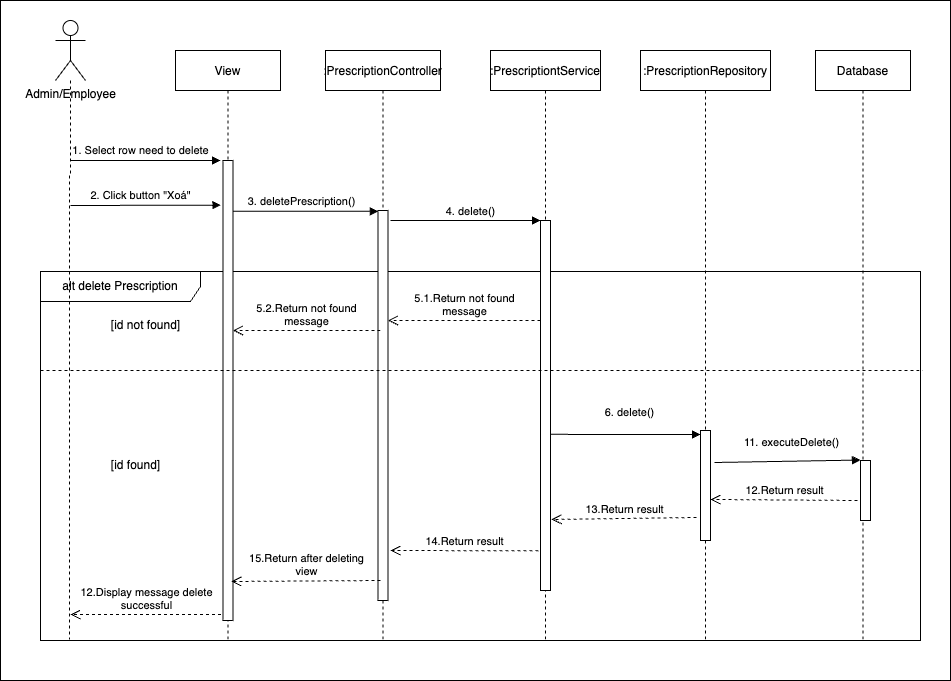 Admin/Employee
View
:PrescriptionController
:PrescriptiontService
:PrescriptionRepository
Database
1. Select row need to delete
2. Click button "Xoá"
3. deletePrescription()
4. delete()
alt delete Prescription
[id not found]
5.1.Return not found
message
5.2.Return not found
message
6. delete()
11. executeDelete()
[id found]
12.Return result
13.Return result
14.Return result
15.Return after deleting
view
12.Display message delete
successful